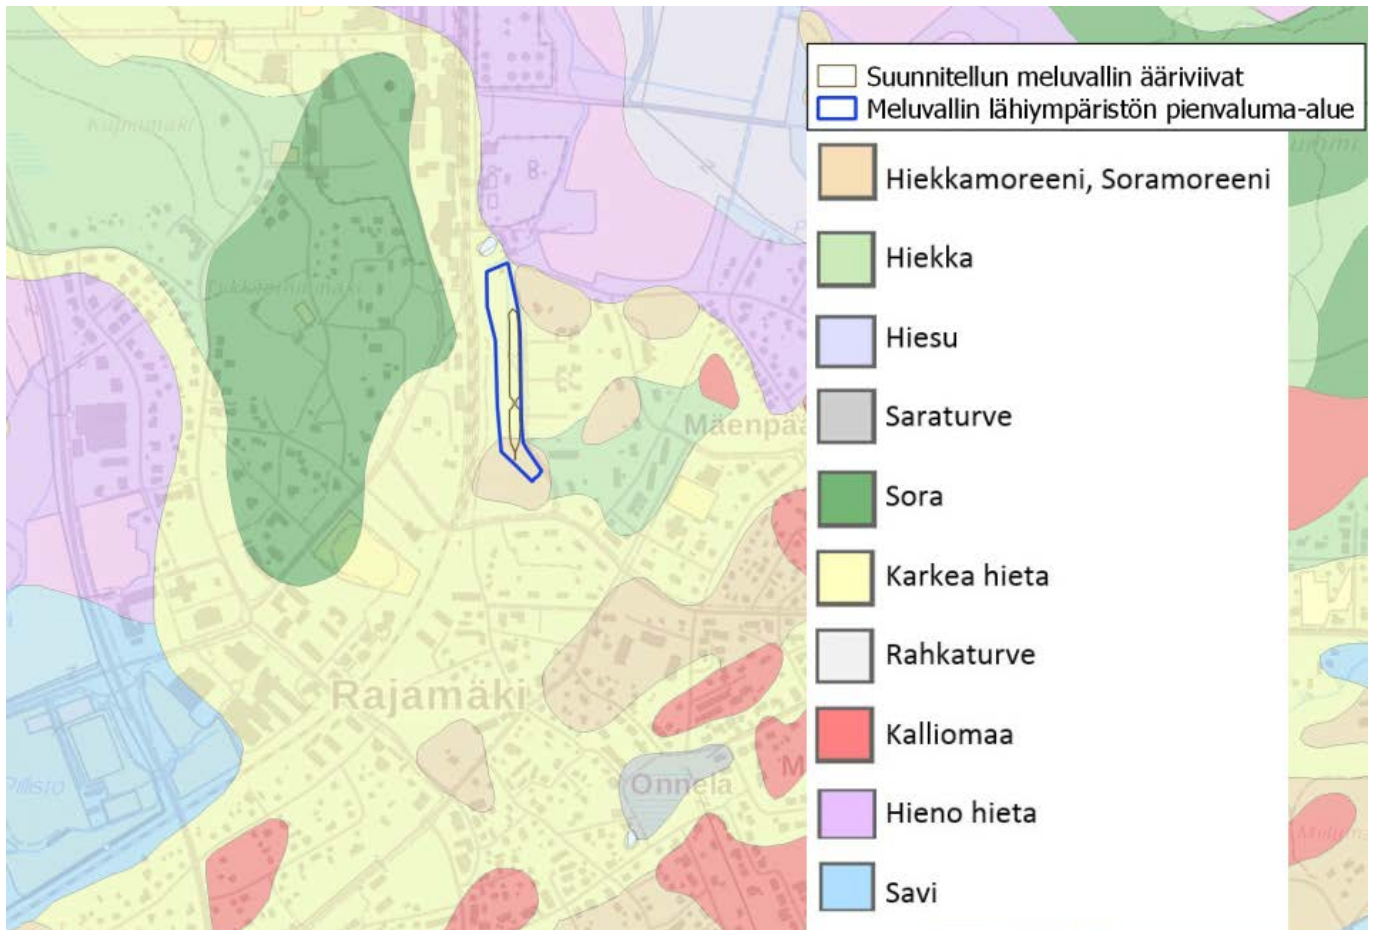 Suunnitellun meluvallin ääriviivat
Meluvallin lähiympäristön pienvaluma-alue
Hiekkamoreeni, Soramoreeni
Hiekka
Hiesu
Saraturve
Sora
Karkea hieta
Rahkaturve
Kalliomaa
Hieno hieta
Savi
Mäenpää
Rajamäki
Onnela
M